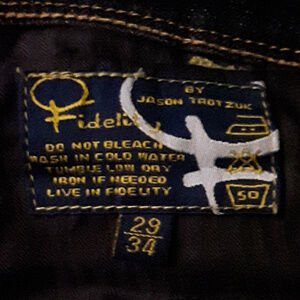 BY
JASON TROTZUK
Fidelity
DO NOT BLEACH
WASH IN COLD WATER
TUMBLE LOW DRY
IRON IF NEEDED
LIVE IN FIDELITY
50
29
34